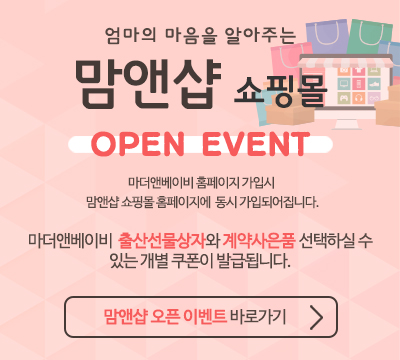 엄마의 마음을 알아주는
맘앤샵 쇼핑몰
OPEN EVENT
마더앤베이비 홈페이지 가입시
맘앤샵 쇼핑몰 홈페이지에 동시 가입되어집니다.
마더앤베이비 출산선물상자와 계약사은품 선택하실 수
있는 개별 쿠폰이 발급됩니다.
맘앤샵 오픈 이벤트 바로가기